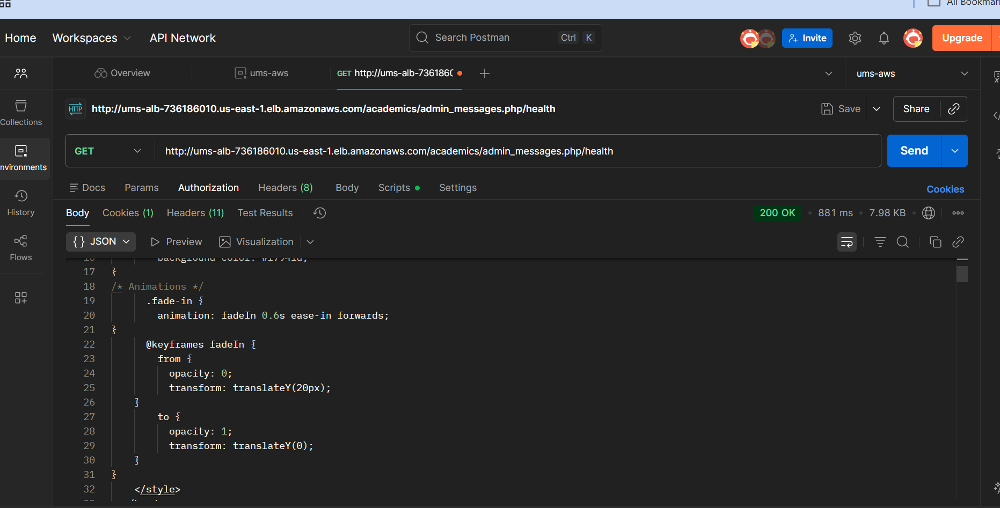 All Bookmar
Home
Workspaces
API Network
Search Postman
Ctrl K
Invite
Upgrade
Overview
ums-aws
GET http://ums-alb-736186
ums-aws
Collections
HTTP http://ums-alb-736186010.us-east-1.elb.amazonaws.com/academics/admin_messages.php/health
Save
Share
GET
http://ums-alb-736186010.us-east-1.elb.amazonaws.com/academics/admin_messages.php/health
Send
nvironments
Docs
Params
Authorization
Headers (8)
Body
Scripts
Settings
Cookies
History
Body
Cookies (1)
Headers (11)
Test Results
200 OK • 881 ms • 7.98 KB •
Flows
{} JSON
Preview
Visualization
17 }
18 /* Animations */
19 .fade-in {
20 animation: fadeIn 0.6s ease-in forwards;
21 }
22 @keyframes fadeIn {
23 from {
24 opacity: 0;
25 transform: translateY(20px);
26 }
27 to {
28 opacity: 1;
29 transform: translateY(0);
30 }
31 }
32 </style>